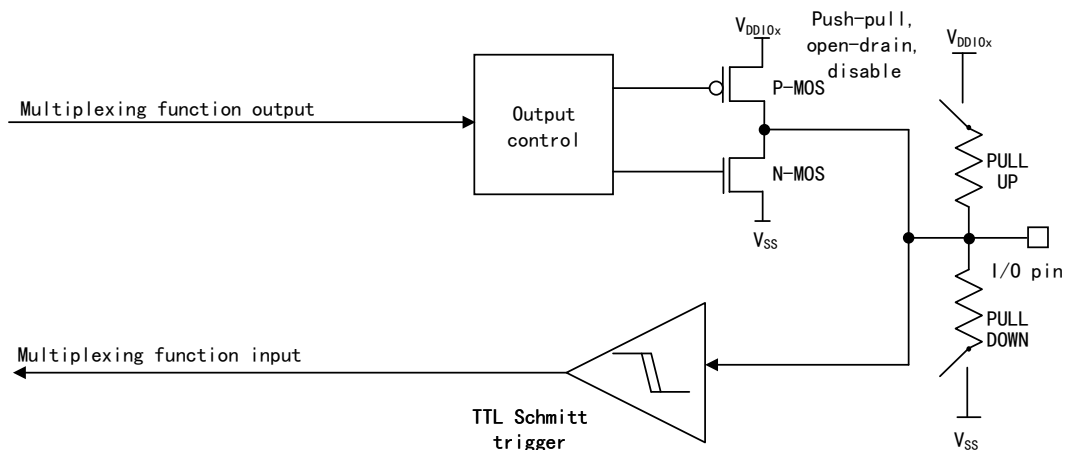 V_DDIOx
Push-pull,
open-drain,
disable
V_DDIOx
P-MOS
Multiplexing function output
Output
control
N-MOS
PULL
UP
V_SS
I/O pin
PULL
DOWN
Multiplexing function input
TTL Schmitt
trigger
V_SS